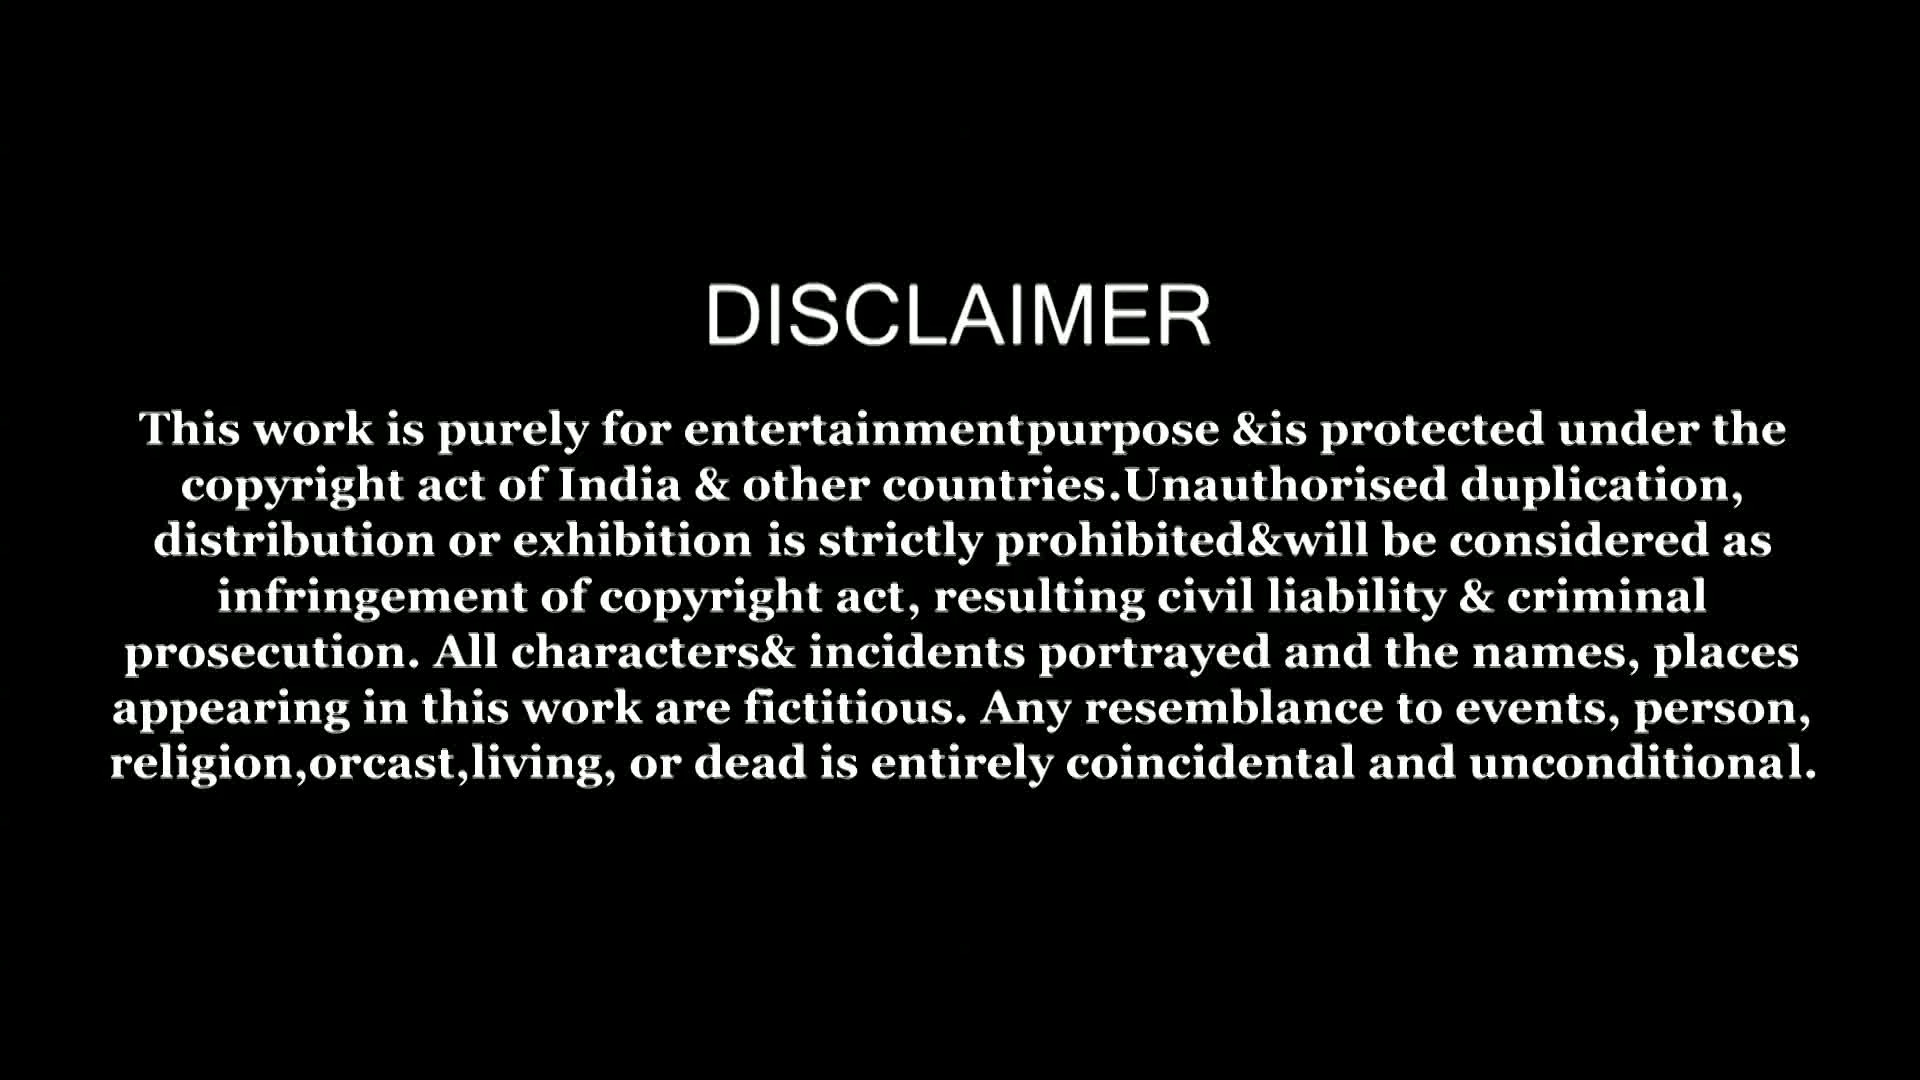 DISCLAIMER
This work is purely for entertainmentpurpose &is protected under the
copyright act of India & other countries.Unauthorised duplication,
distribution or exhibition is strictly prohibited&will be considered as
infringement of copyright act, resulting civil liability & criminal
prosecution. All characters& incidents portrayed and the names, places
appearing in this work are fictitious. Any resemblance to events, person,
religion,orcast,living, or dead is entirely coincidental and unconditional.